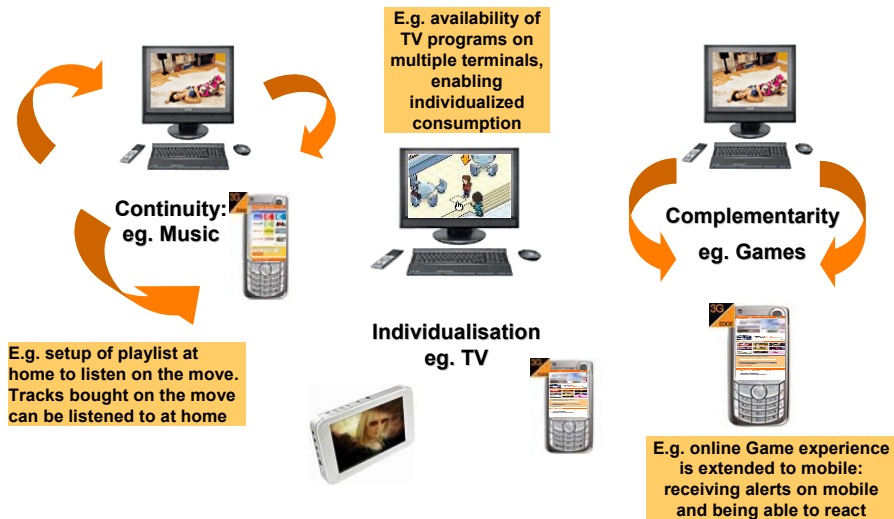 E.g. availability of
TV programs on
multiple terminals,
enabling
individualized
consumption
Continuity:
eg. Music
3G
Complementarity
eg. Games
Individualisation
eg. TV
3G
3G
EDGE
E.g. setup of playlist at
home to listen on the move.
Tracks bought on the move
can be listened to at home
E.g. online Game experience
is extended to mobile:
receiving alerts on mobile
and being able to react